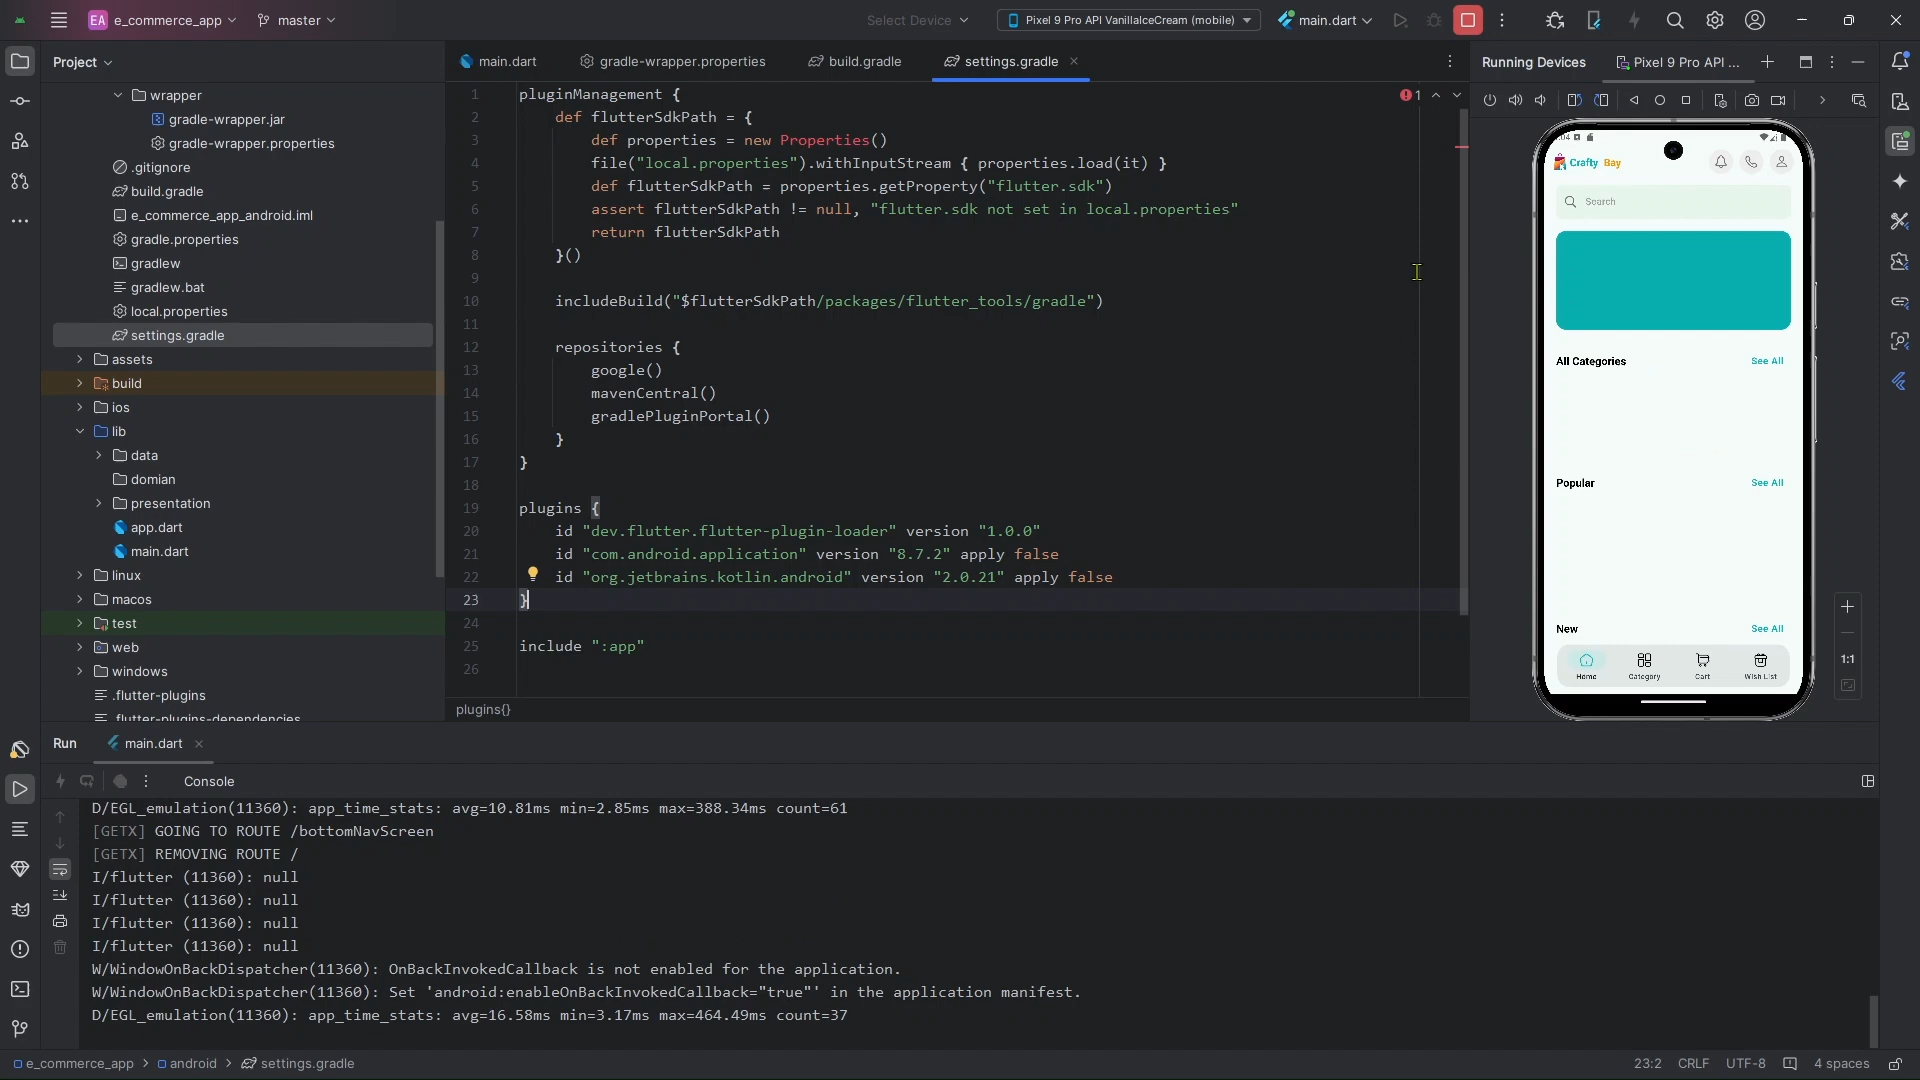 EA e_commerce_app
master
Select Device
Pixel 9 Pro API VanillaIceCream (mobile)
main.dart
Project
wrapper
gradle-wrapper.jar
gradle-wrapper.properties
.gitignore
build.gradle
e_commerce_app_android.iml
gradle.properties
gradlew
gradlew.bat
local.properties
settings.gradle
assets
build
ios
lib
data
domian
presentation
app.dart
main.dart
linux
macos
test
web
windows
.flutter-plugins
.flutter-plugins-dependencies
main.dart
gradle-wrapper.properties
build.gradle
settings.gradle
1
1 pluginManagement {
2 def flutterSdkPath = {
3 def properties = new Properties()
4 file("local.properties").withInputStream { properties.load(it) }
5 def flutterSdkPath = properties.getProperty("flutter.sdk")
6 assert flutterSdkPath != null, "flutter.sdk not set in local.properties"
7 return flutterSdkPath
8 }()
9
10 includeBuild("$flutterSdkPath/packages/flutter_tools/gradle")
11
12 repositories {
13 google()
14 mavenCentral()
15 gradlePluginPortal()
16 }
17 }
18
19 plugins {
20 id "dev.flutter.flutter-plugin-loader" version "1.0.0"
21 id "com.android.application" version "8.7.2" apply false
22 id "org.jetbrains.kotlin.android" version "2.0.21" apply false
23 }
24
25 include ":app"
26
plugins{}
Running Devices
Pixel 9 Pro API ...
Crafty Bay
Search
All Categories
See All
Popular
See All
New
See All
Home
Category
Cart
Wish List
1:1
Run
main.dart
Console
D/EGL_emulation(11360): app_time_stats: avg=10.81ms min=2.85ms max=388.34ms count=61
[GETX] GOING TO ROUTE /bottomNavScreen
[GETX] REMOVING ROUTE /
I/flutter (11360): null
I/flutter (11360): null
I/flutter (11360): null
I/flutter (11360): null
W/WindowOnBackDispatcher(11360): OnBackInvokedCallback is not enabled for the application.
W/WindowOnBackDispatcher(11360): Set 'android:enableOnBackInvokedCallback="true"' in the application manifest.
D/EGL_emulation(11360): app_time_stats: avg=16.58ms min=3.17ms max=464.49ms count=37
e_commerce_app > android > settings.gradle
23:2
CRLF
UTF-8
4 spaces